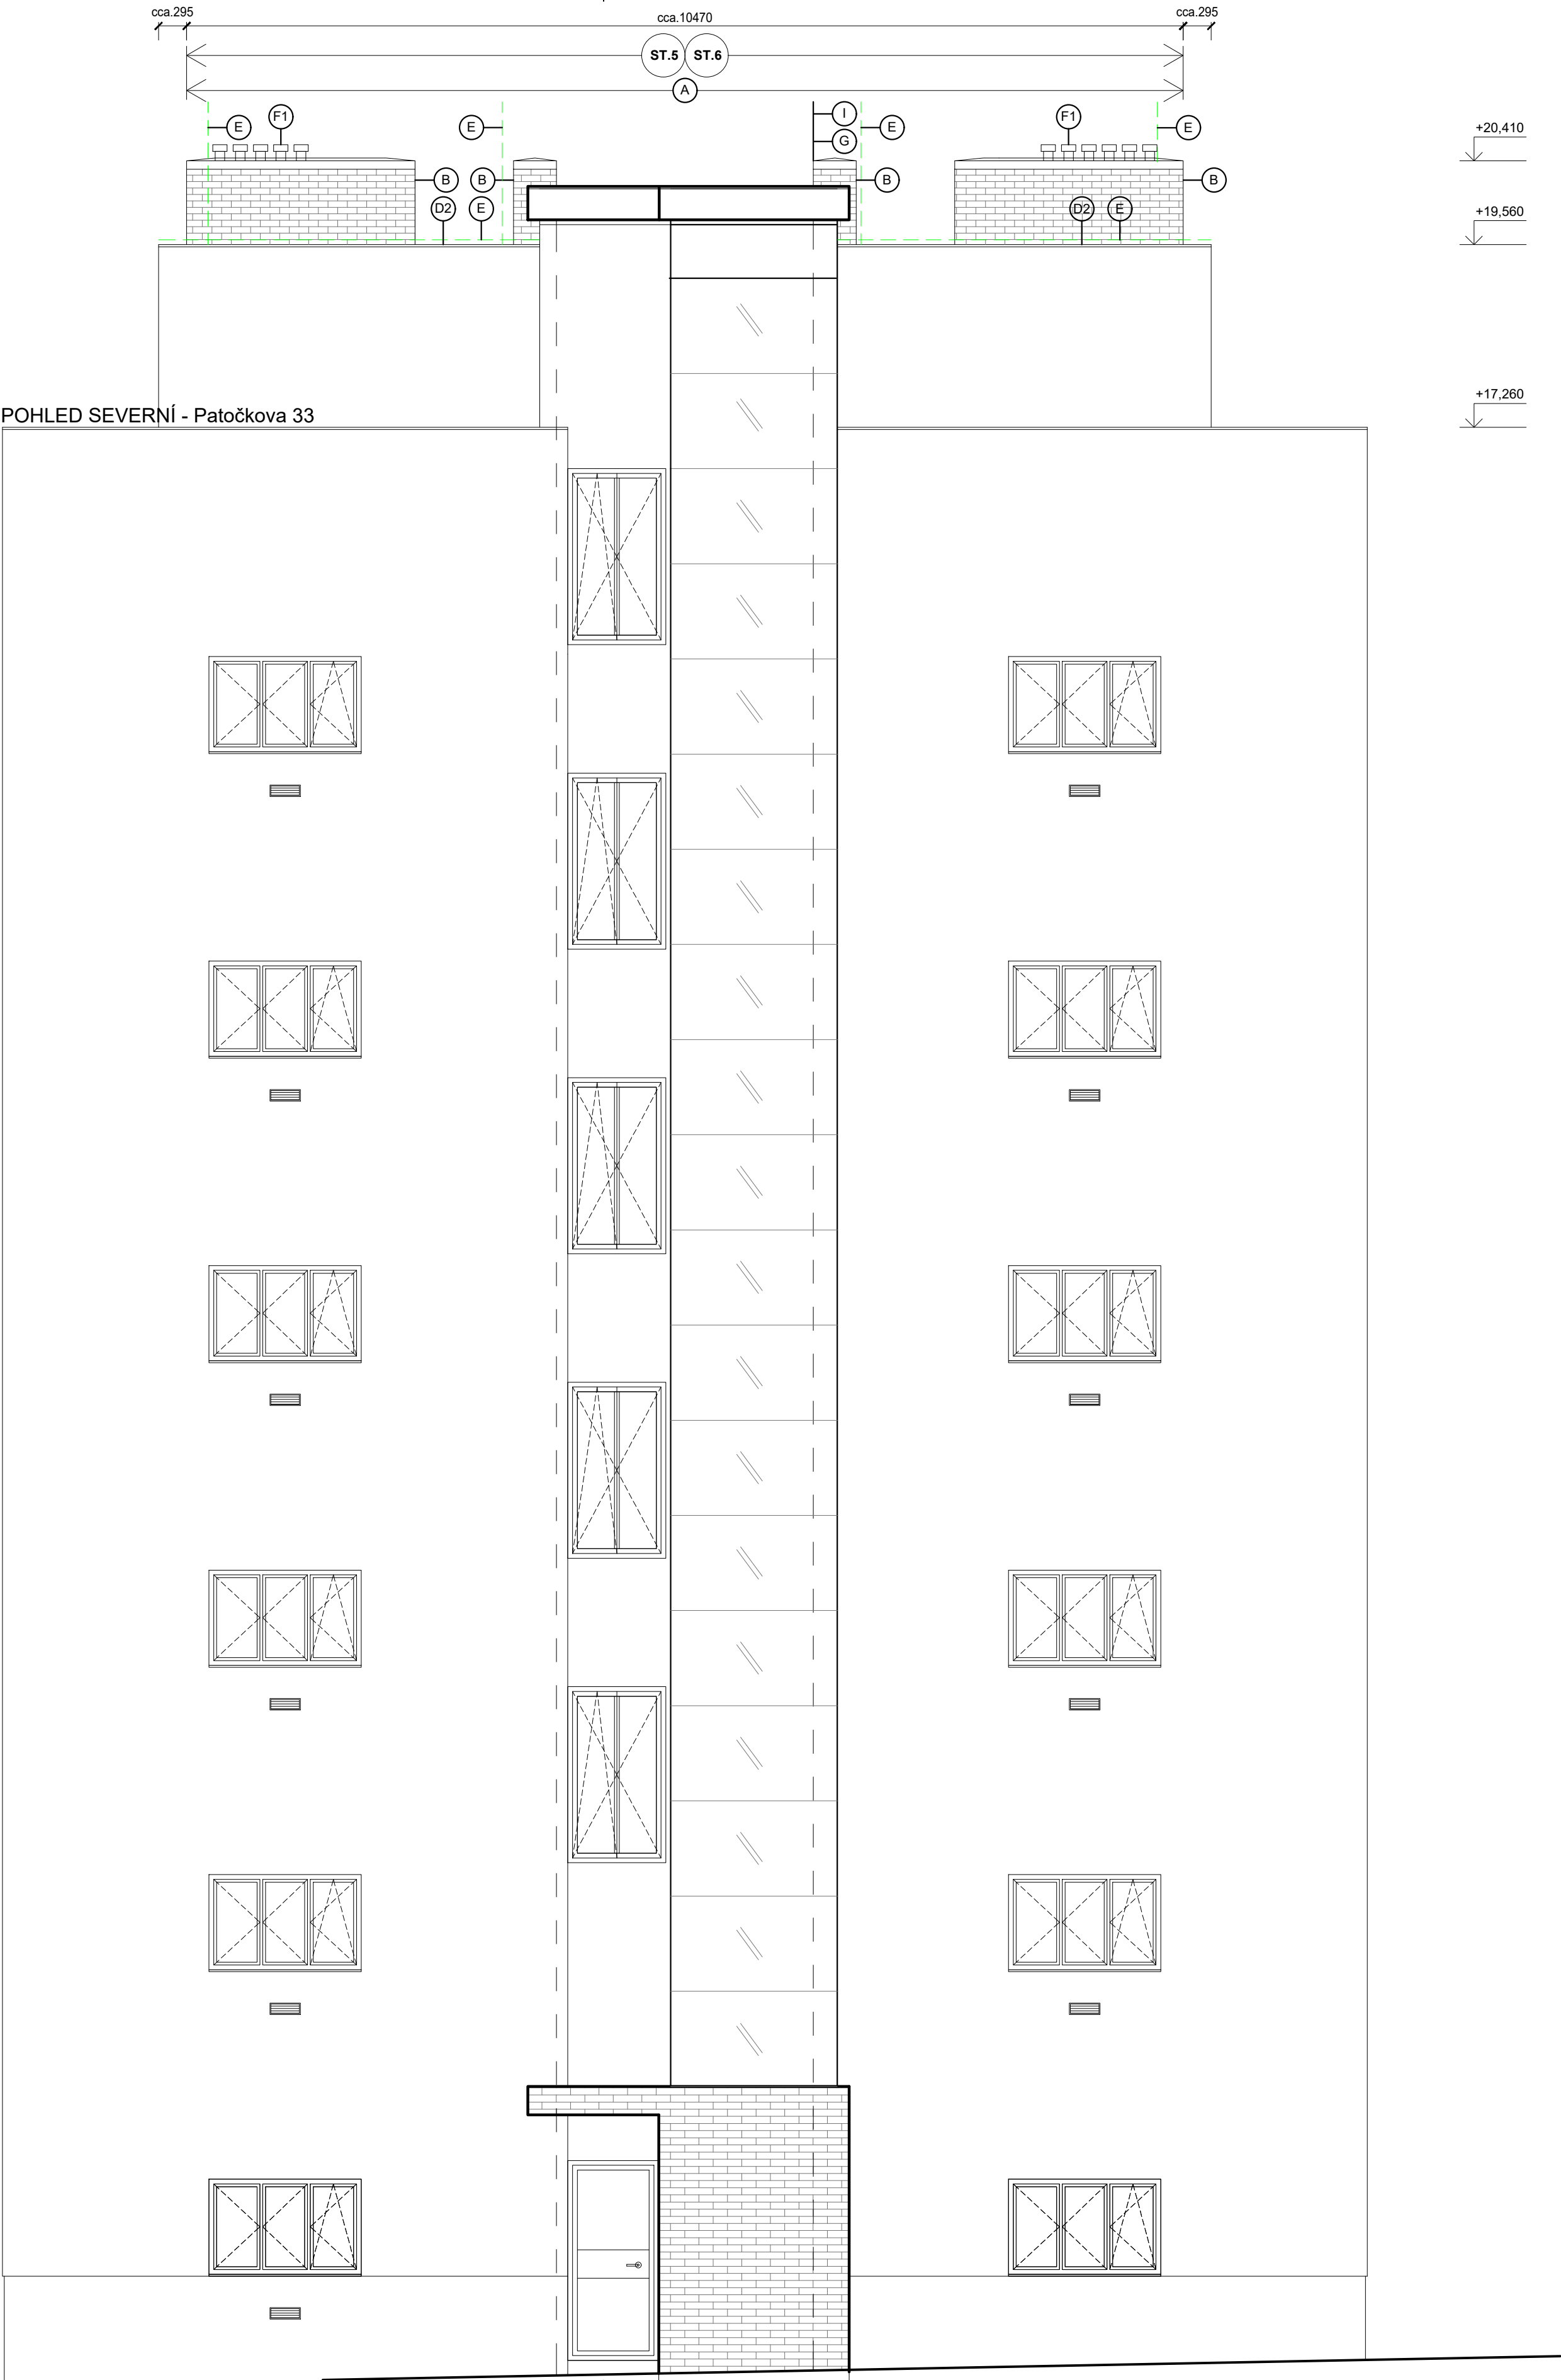 cca.295
cca.10470
cca.295
ST.5 ST.6
A
F1
I
F1
E
E
E
E
G
+20,410
B
B
B
B
D2
E
D2
E
+19,560
+17,260
POHLED SEVERNÍ - Patočkova 33